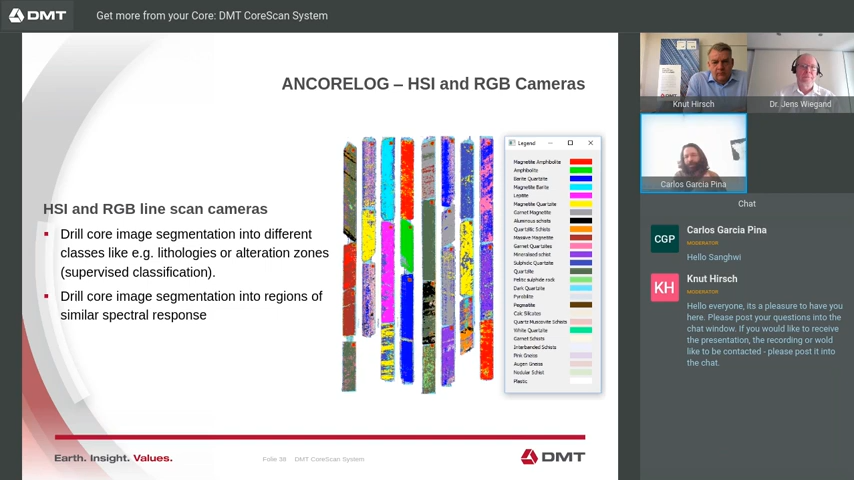 DMT
Get more from your Core: DMT CoreScan System
ANCORELOG – HSI and RGB Cameras
HSI and RGB line scan cameras
Drill core image segmentation into different
classes like e.g. lithologies or alteration zones
(supervised classification).
Drill core image segmentation into regions of
similar spectral response
Legend
Magnetite Amphibolite
Amphibolite
Barite Quartzite
Magnetite Barite
Leptite
Magnetite Quartzite
Garnet Magnetite
Aluminous schists
Quartzitic Schists
Massive Magnetite
Garnet Quartzites
Mineralised schist
Sulphidic Quartzite
Quartzite
Pelitic sulphide schist
Dark Quartzite
Pyrobilite
Pegmatite
Calc Silicates
Quartz Muscovite Schists
White Quartzite
Garnet Schists
Interbanded Schists
Pink Gneiss
Augen Gneiss
Nodular Schist
Plastic
Earth. Insight. Values.
Folie 38 DMT CoreScan System
DMT
Knut Hirsch
Dr. Jens Wiegand
Carlos Garcia Pina
Chat
CGP
Carlos Garcia Pina
MODERATOR
Hello Sanghwi
KH
Knut Hirsch
MODERATOR
Hello everyone, its a pleasure to have you
here. Please post your questions into the
chat window. If you would like to receive
the presentation, the recording or wold
like to be contacted - please post it into
the chat.